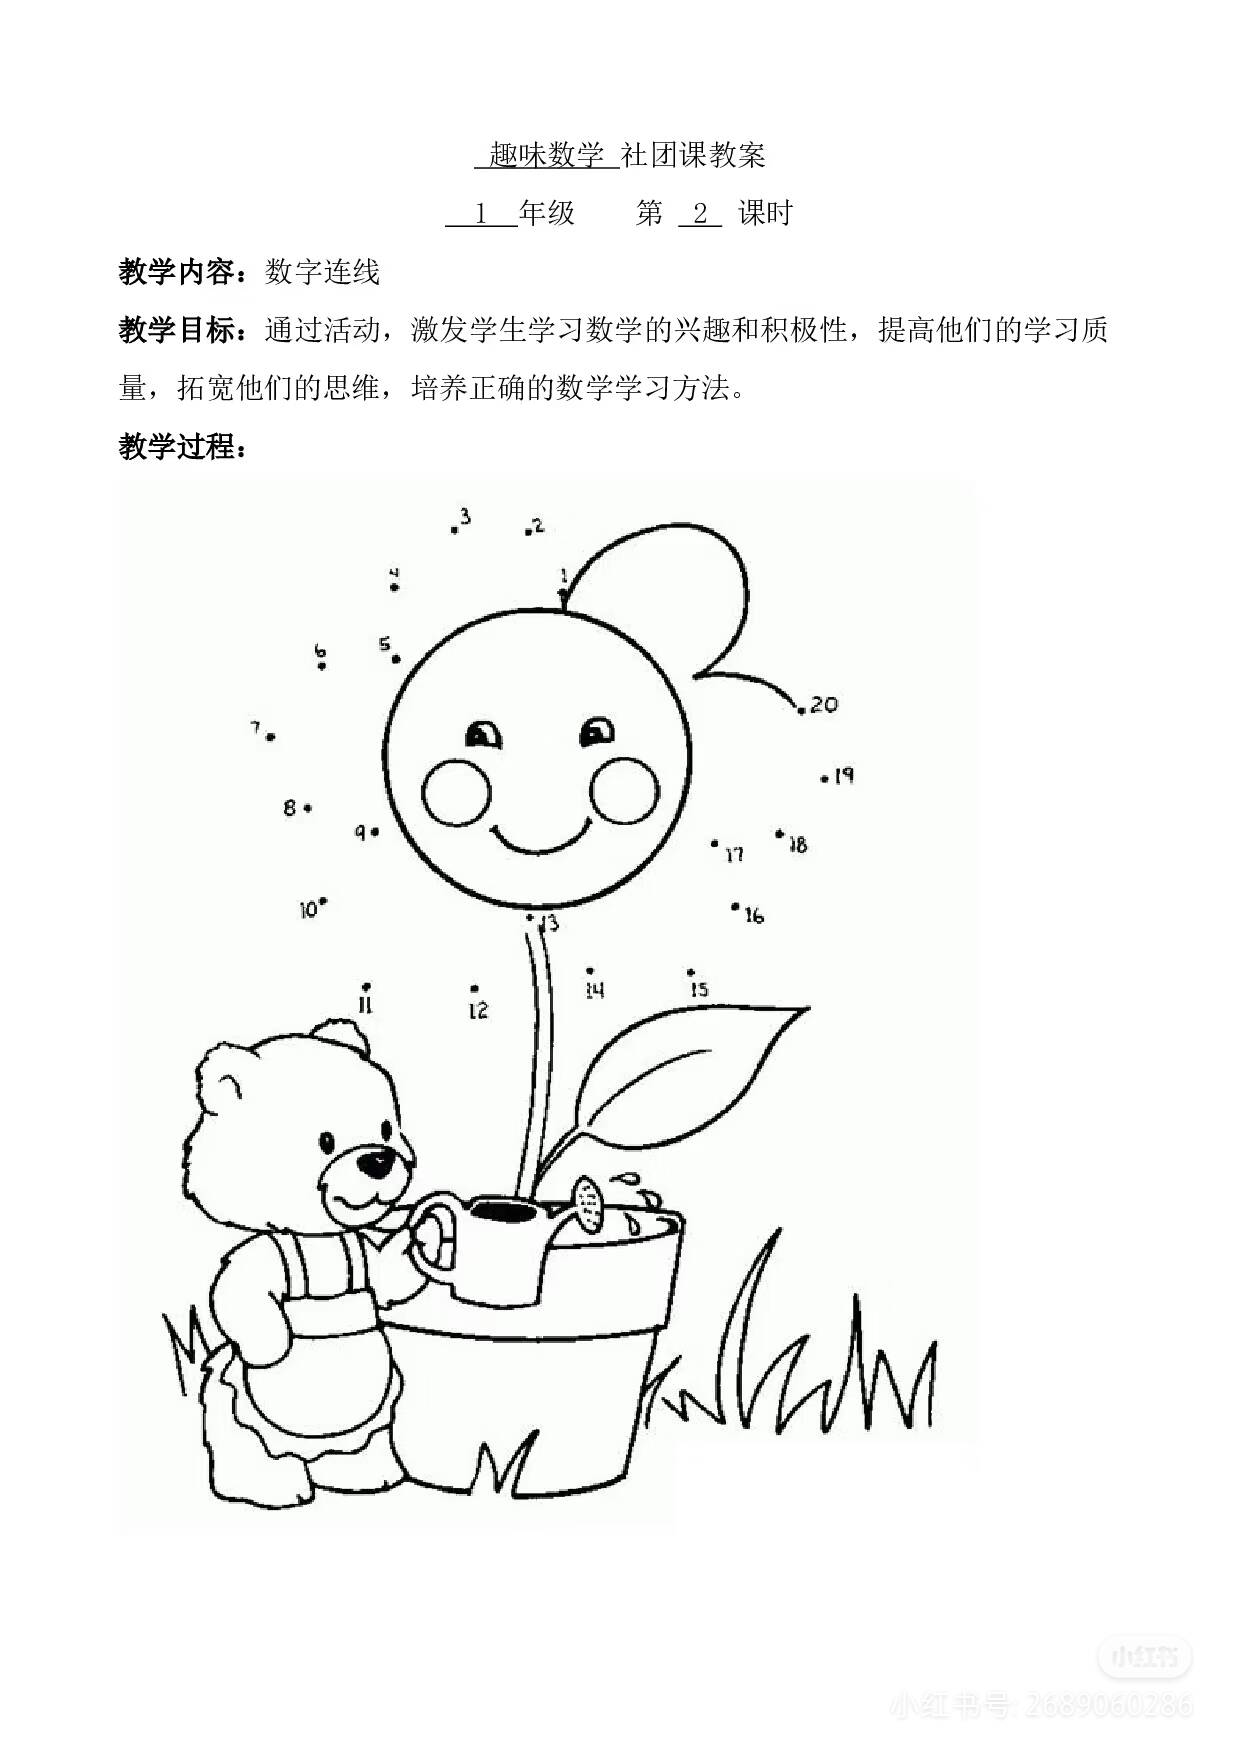 趣味数学 社团课教案
1 年级 第 2 课时
教学内容：数字连线
教学目标：通过活动，激发学生学习数学的兴趣和积极性，提高他们的学习质
量，拓宽他们的思维，培养正确的数学学习方法。
教学过程：
3
2
4
1
5
6
20
7
19
8
9
18
17
10
16
13
14
15
11
12
小红书
小红书号: 2689060286